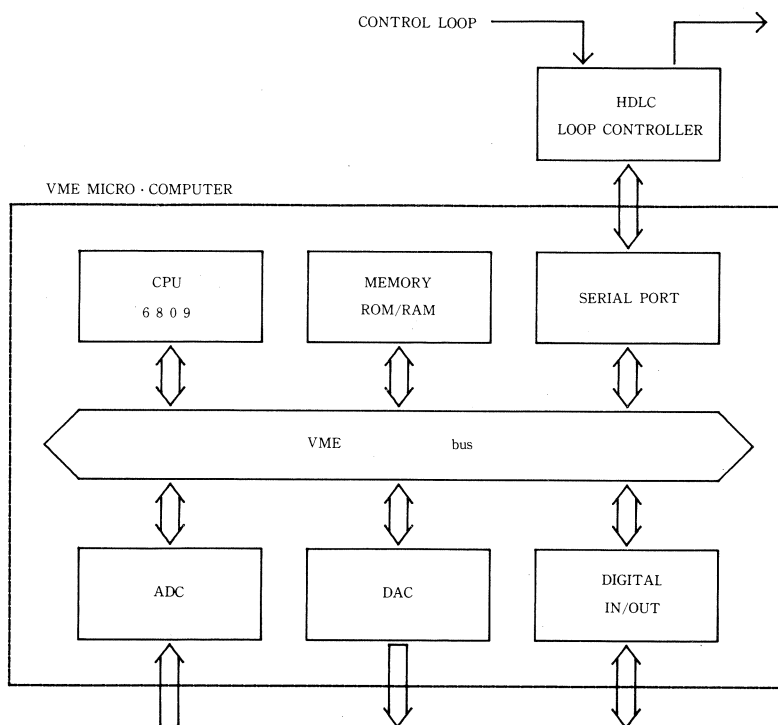 CONTROL LOOP
HDLC
LOOP CONTROLLER
VME MICRO · COMPUTER
CPU
6 8 0 9
MEMORY
ROM/RAM
SERIAL PORT
VME bus
ADC
DAC
DIGITAL
IN/OUT